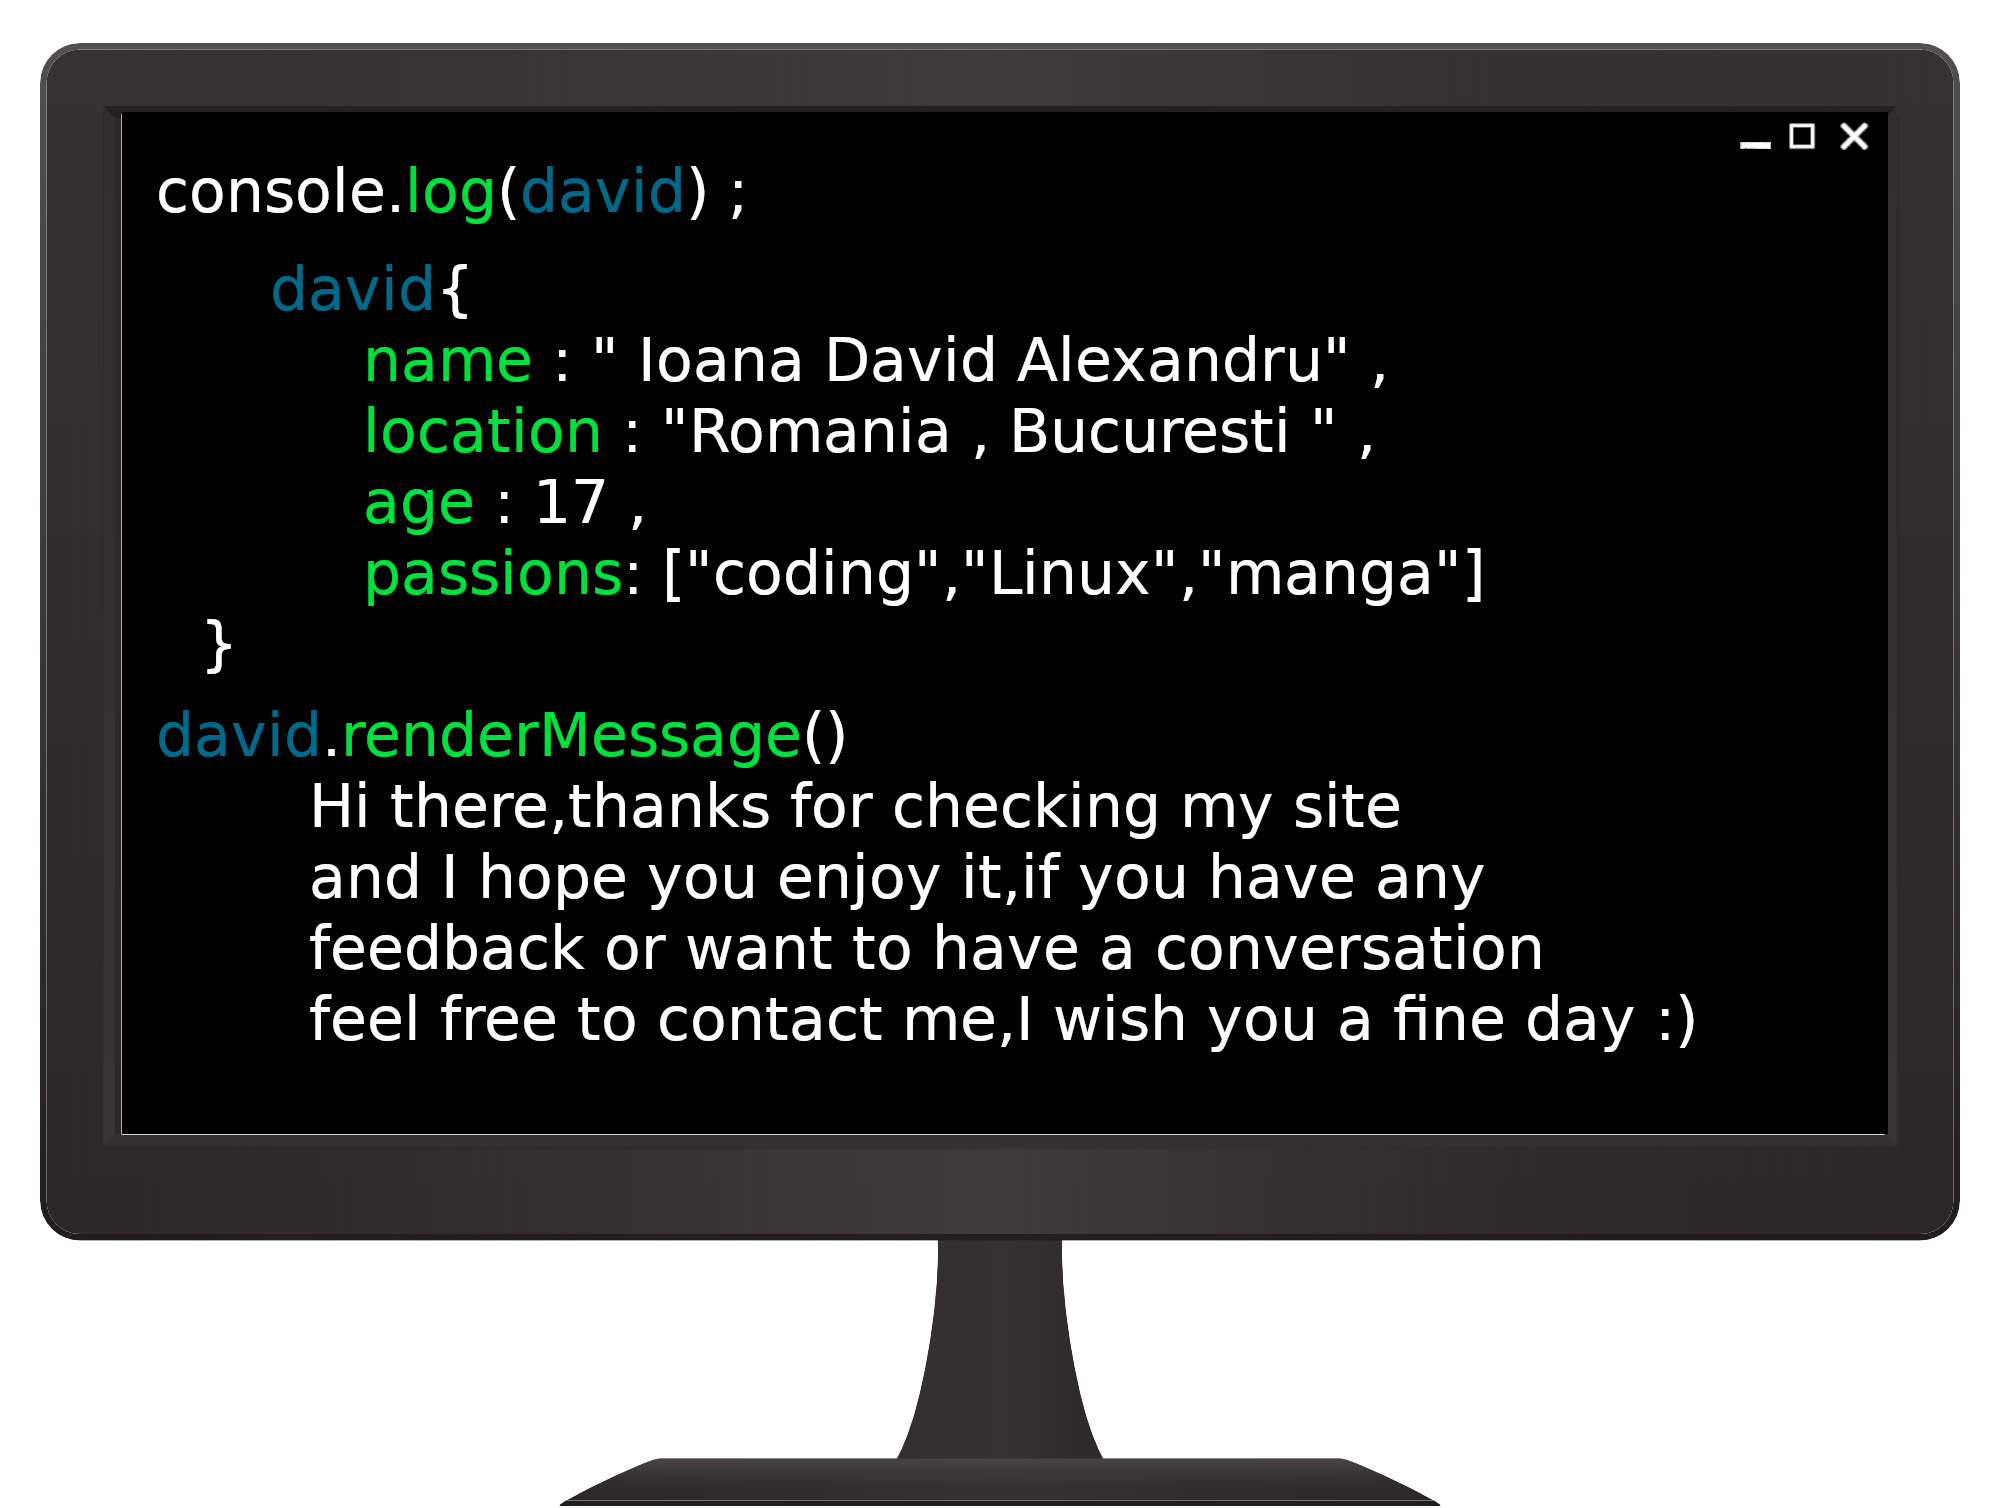 console.log(david) ;
david{
name : " Ioana David Alexandru" ,
location : "Romania , Bucuresti " ,
age : 17 ,
passions: ["coding","Linux","manga"]
}
david.renderMessage()
Hi there,thanks for checking my site
and I hope you enjoy it,if you have any
feedback or want to have a conversation
feel free to contact me,I wish you a fine day :)